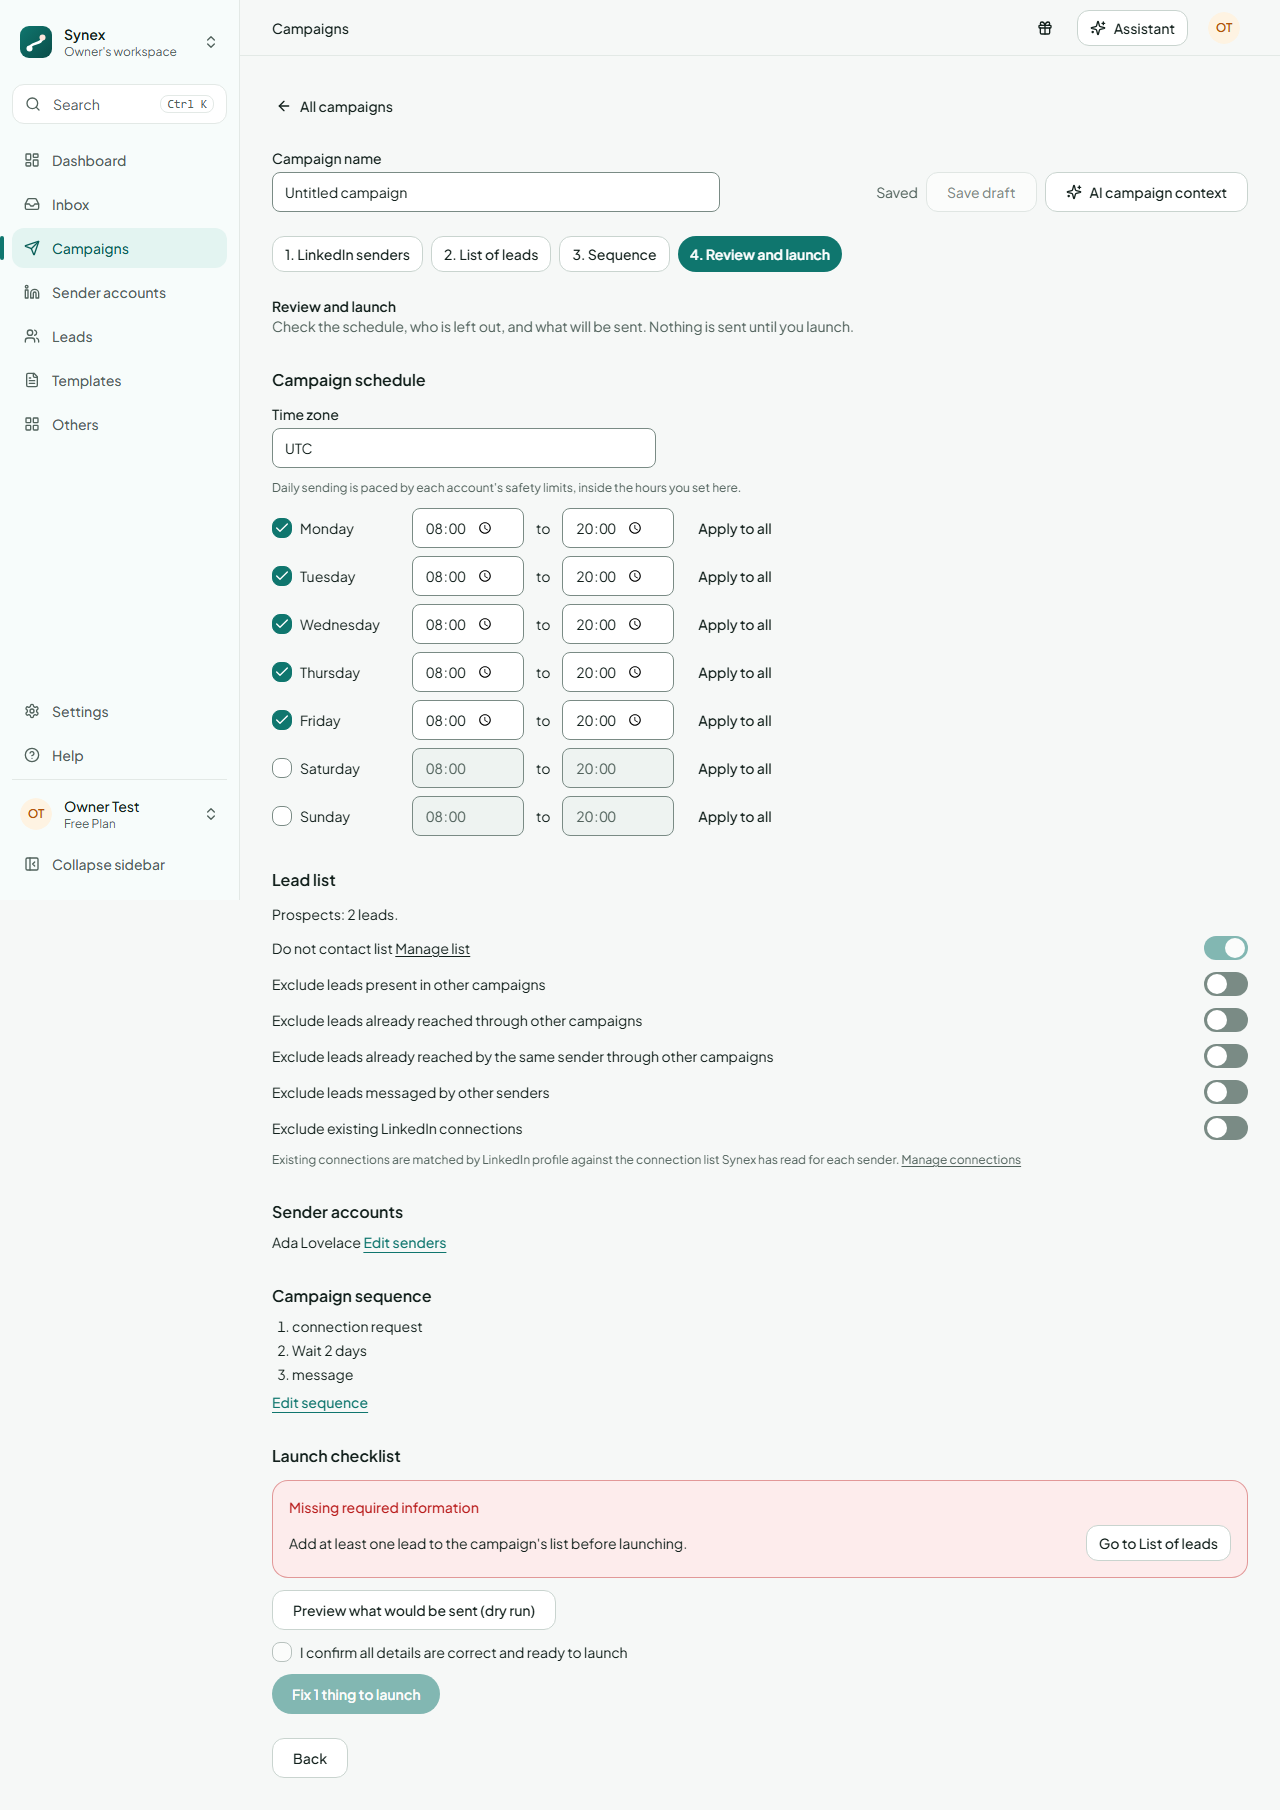 Synex
Owner's workspace
Search Ctrl K
Dashboard
Inbox
Campaigns
Sender accounts
Leads
Templates
Others
Settings
Help
OT
Owner Test
Free Plan
Collapse sidebar
Campaigns
Assistant
OT
All campaigns
Campaign name
Untitled campaign
Saved
Save draft
AI campaign context
1. LinkedIn senders
2. List of leads
3. Sequence
4. Review and launch
Review and launch
Check the schedule, who is left out, and what will be sent. Nothing is sent until you launch.
Campaign schedule
Time zone
UTC
Daily sending is paced by each account's safety limits, inside the hours you set here.
Monday 08:00 to 20:00 Apply to all
Tuesday 08:00 to 20:00 Apply to all
Wednesday 08:00 to 20:00 Apply to all
Thursday 08:00 to 20:00 Apply to all
Friday 08:00 to 20:00 Apply to all
Saturday 08:00 to 20:00 Apply to all
Sunday 08:00 to 20:00 Apply to all
Lead list
Prospects: 2 leads.
Do not contact list Manage list
Exclude leads present in other campaigns
Exclude leads already reached through other campaigns
Exclude leads already reached by the same sender through other campaigns
Exclude leads messaged by other senders
Exclude existing LinkedIn connections
Existing connections are matched by LinkedIn profile against the connection list Synex has read for each sender. Manage connections
Sender accounts
Ada Lovelace Edit senders
Campaign sequence
1. connection request
2. Wait 2 days
3. message
Edit sequence
Launch checklist
Missing required information
Add at least one lead to the campaign's list before launching.
Go to List of leads
Preview what would be sent (dry run)
I confirm all details are correct and ready to launch
Fix 1 thing to launch
Back